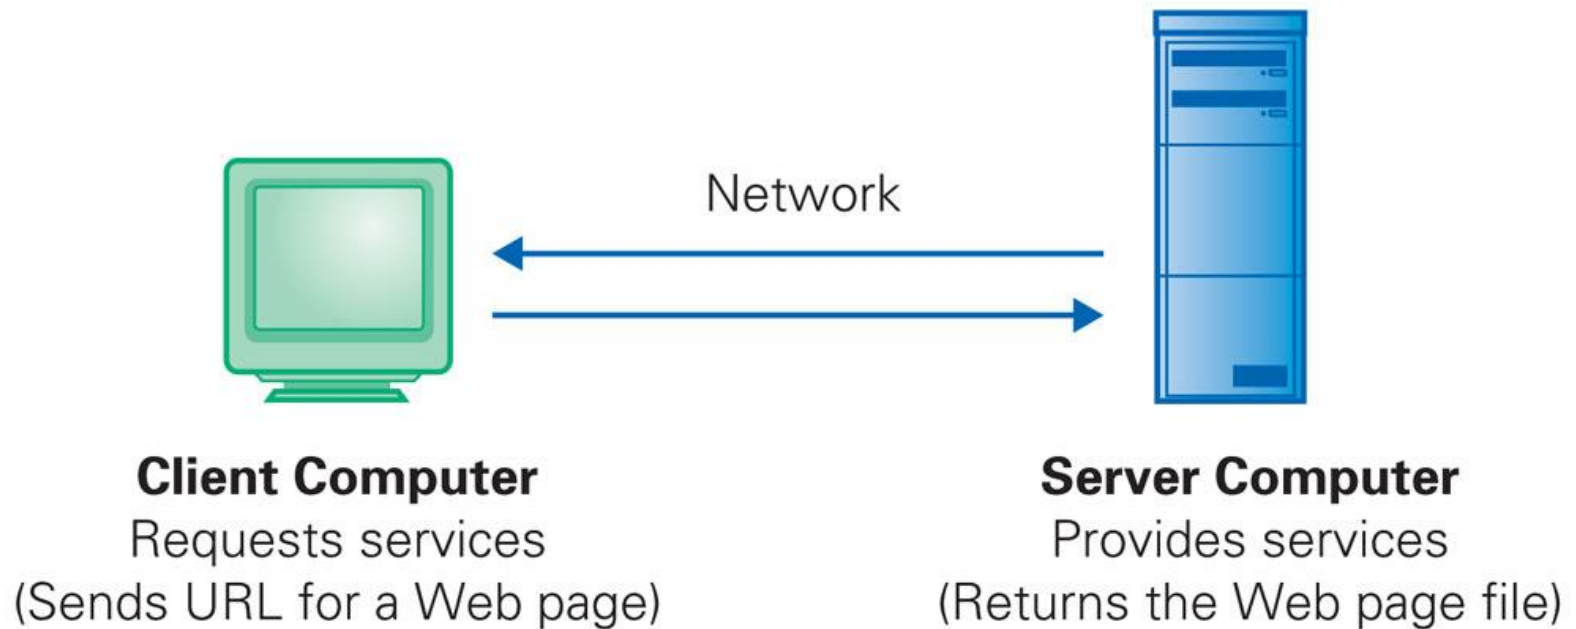 Network
Client Computer
Requests services
(Sends URL for a Web page)
Server Computer
Provides services
(Returns the Web page file)